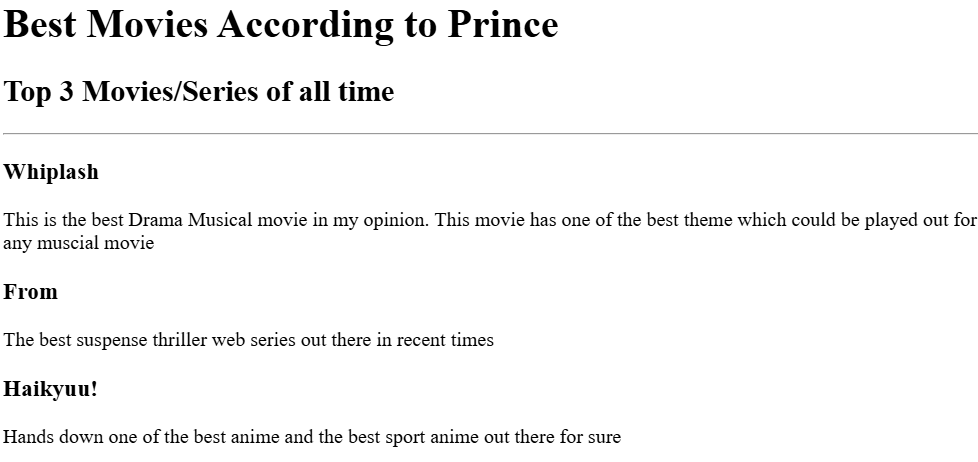 Best Movies According to Prince
Top 3 Movies/Series of all time
Whiplash
This is the best Drama Musical movie in my opinion. This movie has one of the best theme which could be played out for
any muscial movie
From
The best suspense thriller web series out there in recent times
Haikyuu!
Hands down one of the best anime and the best sport anime out there for sure